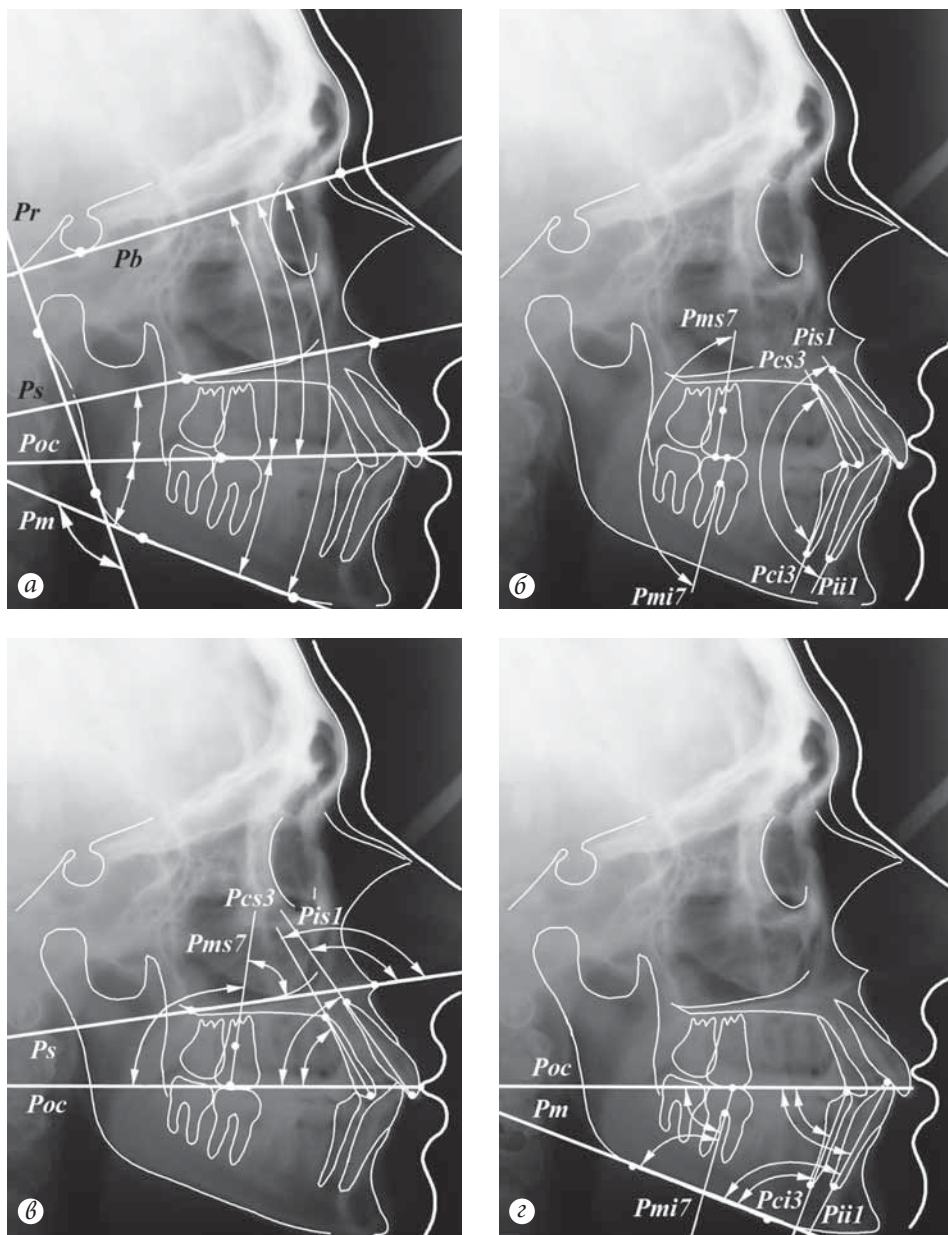 Pr
Pb
Ps
Poc
Pm
а
Pms7
Pis1
Pcs3
Pci3
Pii1
Pmi7
б
Pcs3
Pis1
Pms7
Ps
Poc
в
Poc
Pm
Pci3
Pmi7
Pii1
г